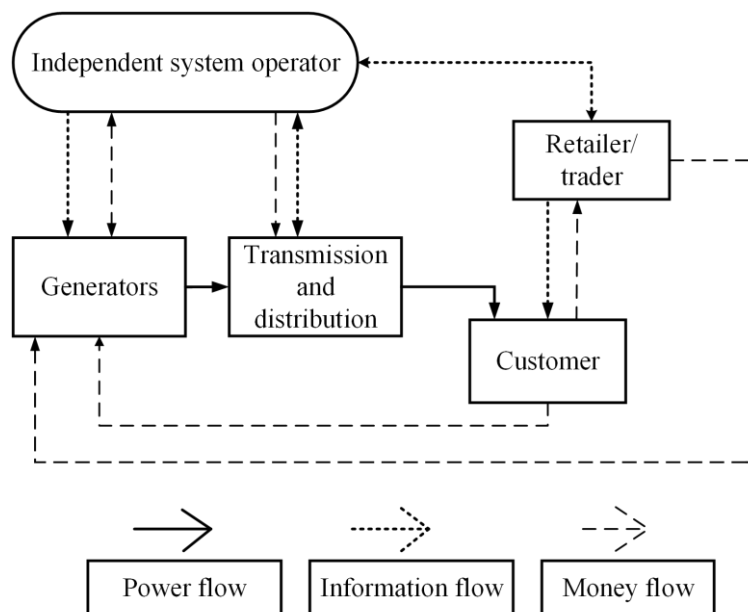 Independent system operator
Retailer/
trader
Generators
Transmission
and
distribution
Customer
Power flow
Information flow
Money flow